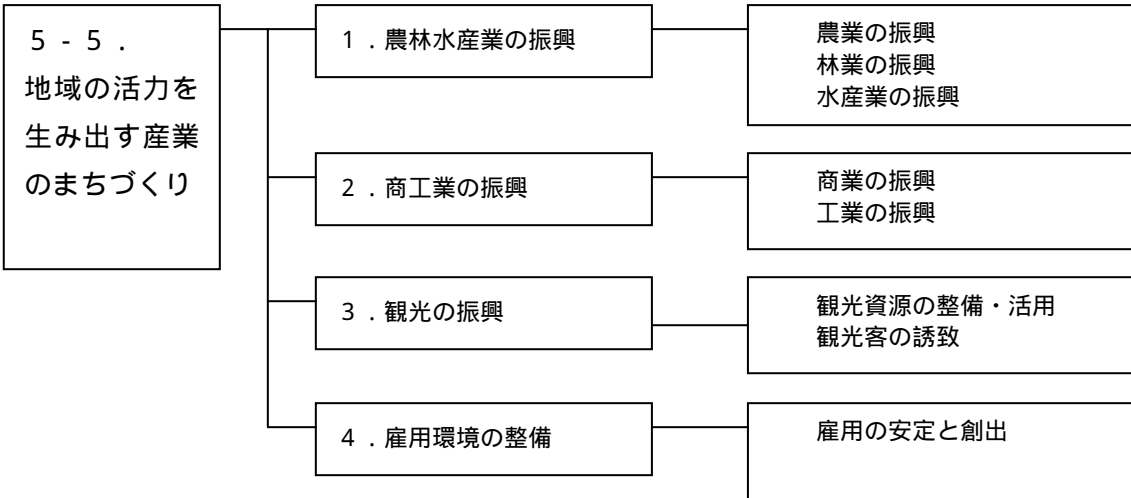 ５-５．
地域の活力を
生み出す産業
のまちづくり
１．農林水産業の振興
農業の振興
林業の振興
水産業の振興
２．商工業の振興
商業の振興
工業の振興
３．観光の振興
観光資源の整備・活用
観光客の誘致
４．雇用環境の整備
雇用の安定と創出